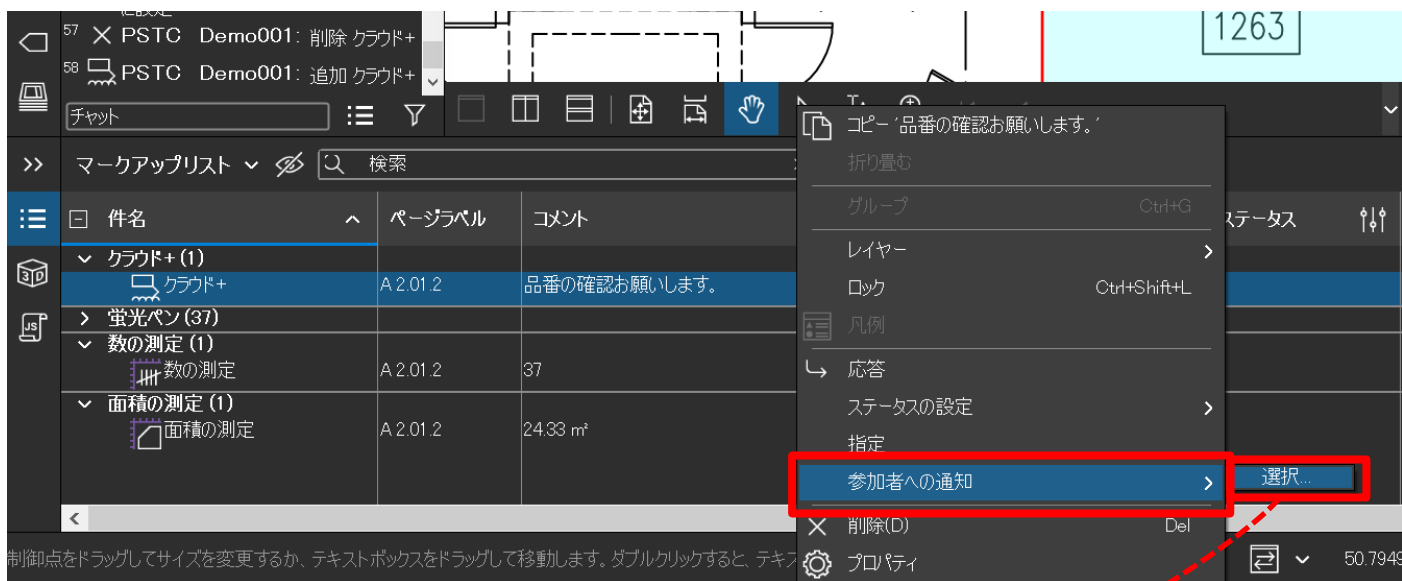 57 PSTC Demo001: 削除 クラウド+
58 PSTC Demo001: 追加 クラウド+
1263
チャット
コピー '品番の確認お願いします。'
マークアップリスト 検索
折り畳む
グループ Ctrl+G
件名 ページラベル コメント ステータス
レイヤー
クラウド+ (1)
クラウド+ A 2.01.2 品番の確認お願いします。
ロック Ctrl+Shift+L
3D
JS
蛍光ペン (37)
凡例
数の測定 (1)
数の測定 A 2.01.2 37
応答
面積の測定 (1)
ステータスの設定
面積の測定 A 2.01.2 24.33 m²
指定
参加者への通知 選択...
削除(D) Del
制御点をドラッグしてサイズを変更するか、テキストボックスをドラッグして移動します。ダブルクリックすると、テキス
プロパティ
50.7949